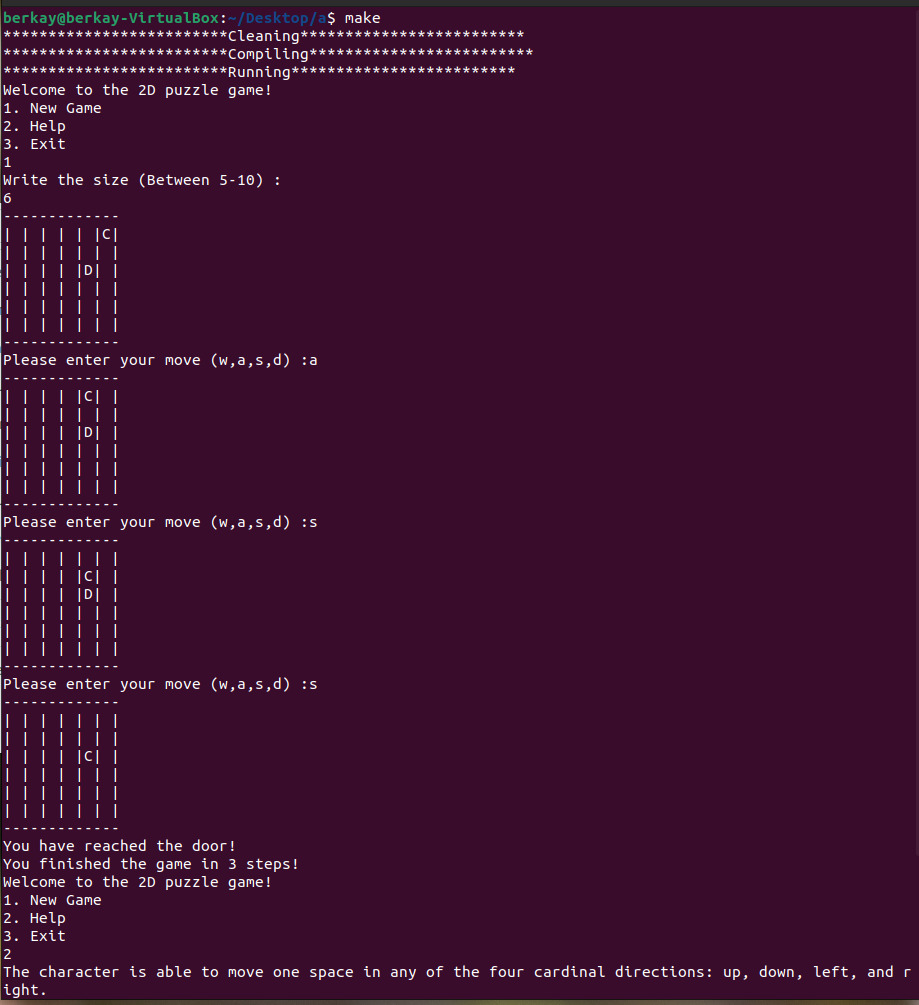 berkay@berkay-VirtualBox:~/Desktop/a$ make
*************************Cleaning*************************
*************************Compiling*************************
*************************Running*************************
Welcome to the 2D puzzle game!
1. New Game
2. Help
3. Exit
1
Write the size (Between 5-10) :
6
-------------
| | | | | |C|
| | | | | | |
| | | | |D| |
| | | | | | |
| | | | | | |
| | | | | | |
-------------
Please enter your move (w,a,s,d) :a
-------------
| | | | |C| |
| | | | | | |
| | | | |D| |
| | | | | | |
| | | | | | |
| | | | | | |
-------------
Please enter your move (w,a,s,d) :s
-------------
| | | | | | |
| | | | |C| |
| | | | |D| |
| | | | | | |
| | | | | | |
| | | | | | |
-------------
Please enter your move (w,a,s,d) :s
-------------
| | | | | | |
| | | | | | |
| | | | |C| |
| | | | | | |
| | | | | | |
| | | | | | |
-------------
You have reached the door!
You finished the game in 3 steps!
Welcome to the 2D puzzle game!
1. New Game
2. Help
3. Exit
2
The character is able to move one space in any of the four cardinal directions: up, down, left, and r
ight.